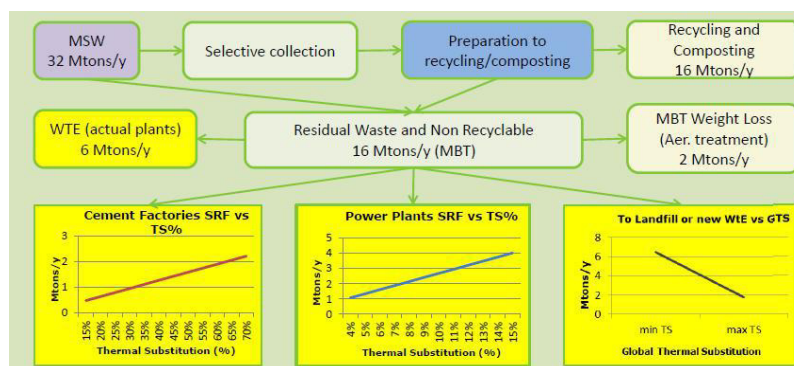 MSW
32 Mtons/y
Selective collection
Preparation to
recycling/composting
Recycling and
Composting
16 Mtons/y
WTE (actual plants)
6 Mtons/y
Residual Waste and Non Recyclable
16 Mtons/y (MBT)
MBT Weight Loss
(Aer. treatment)
2 Mtons/y
Cement Factories SRF vs
TS%
Mtons/y
3
2
1
0
15%
20%
25%
30%
35%
40%
45%
50%
55%
60%
65%
70%
Thermal Substitution (%)
Power Plants SRF vs TS%
Mtons/y
5
4
3
2
1
0
4%
5%
6%
7%
8%
9%
10%
11%
12%
13%
14%
15%
Thermal Substitution (%)
To Landfill or new WtE vs GTS
Mtons/y
8
6
4
2
0
min TS
max TS
Global Thermal Substitution